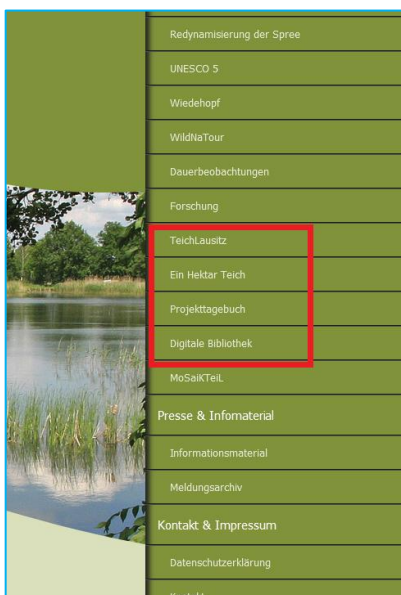 Redynamisierung der Spree
UNESCO 5
Wiedehopf
WildNaTour
Dauerbeobachtungen
Forschung
TeichLausitz
Ein Hektar Teich
Projekttagebuch
Digitale Bibliothek
MoSaiKTeiL
Presse & Infomaterial
Informationsmaterial
Meldungsarchiv
Kontakt & Impressum
Datenschutzerklärung